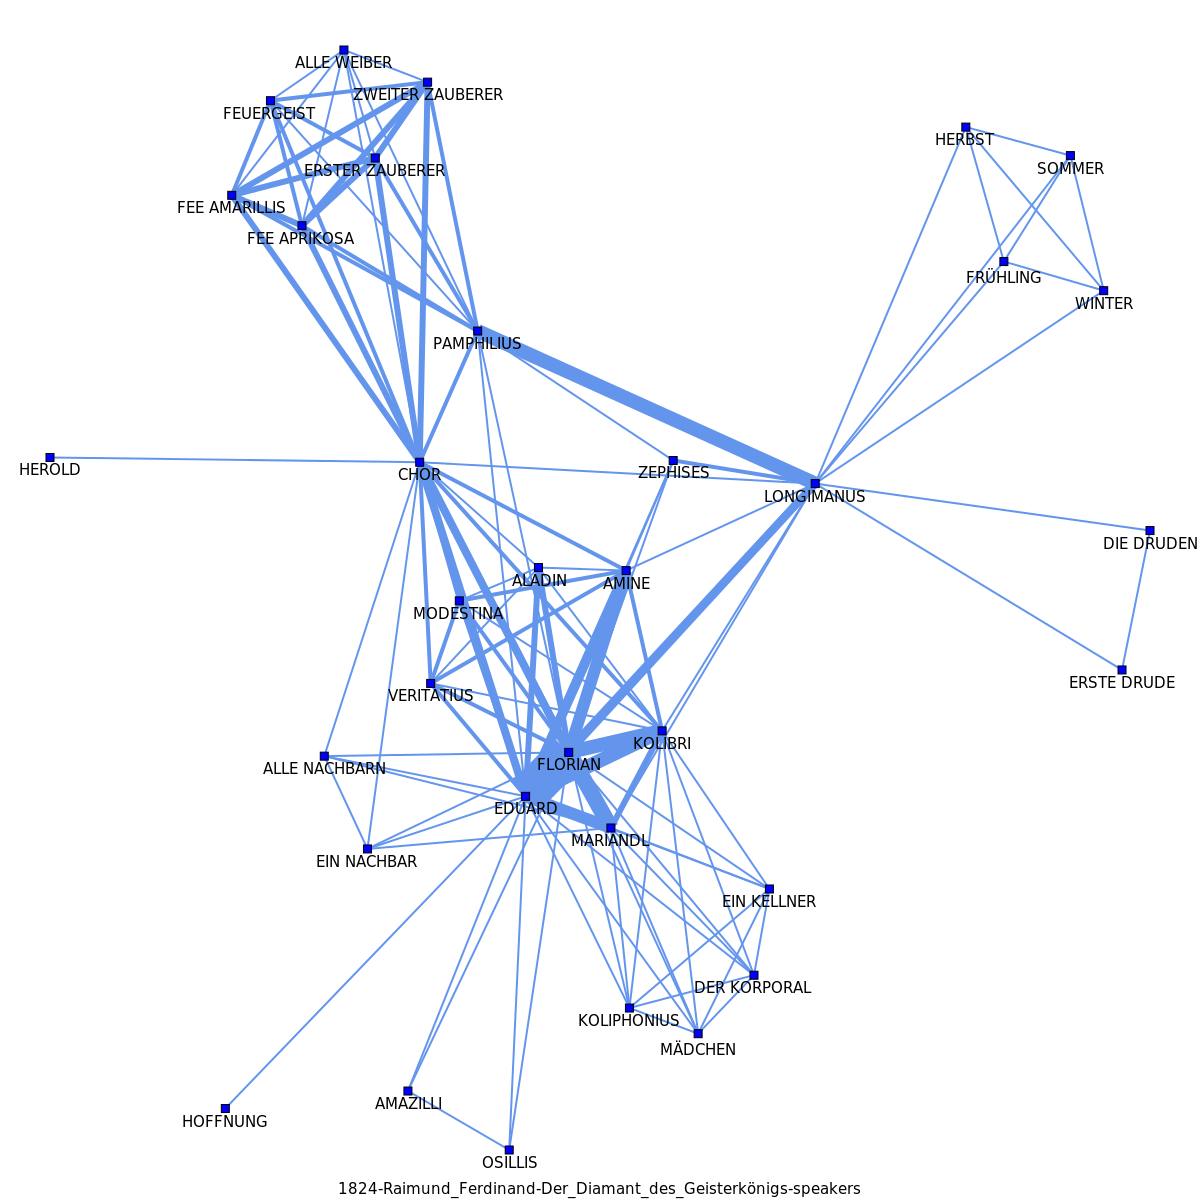 ALLE WEIBER
ZWEITER ZAUBERER
FEUERGEIST
HERBST
SOMMER
ERSTER ZAUBERER
FEE AMARILLIS
FEE APRIKOSA
FRÜHLING
WINTER
PAMPHILIUS
HEROLD
CHOR
ZEPHISES
LONGIMANUS
DIE DRUDEN
ALADIN
AMINE
MODESTINA
ERSTE DRUDE
VERITATIUS
KOLIBRI
FLORIAN
ALLE NACHBARN
EDUARD
MARIANDL
EIN NACHBAR
EIN KELLNER
DER KORPORAL
KOLIPHONIUS
MÄDCHEN
AMAZILLI
HOFFNUNG
OSILLIS
1824-Raimund_Ferdinand-Der_Diamant_des_Geisterkönigs-speakers